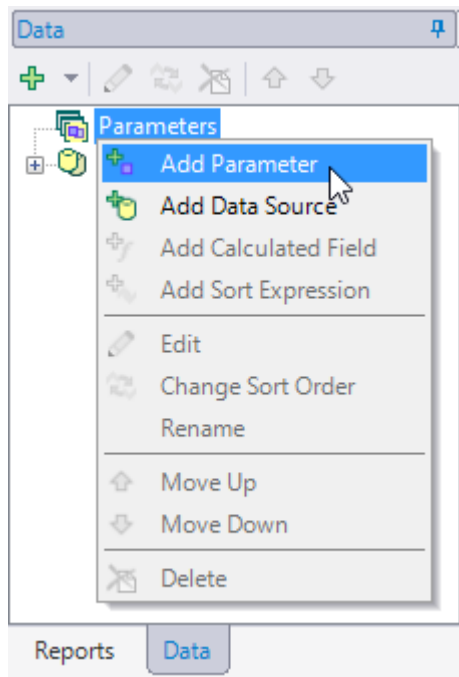 Data
Parameters
Add Parameter
Add Data Source
Add Calculated Field
Add Sort Expression
Edit
Change Sort Order
Rename
Move Up
Move Down
Delete
Reports
Data